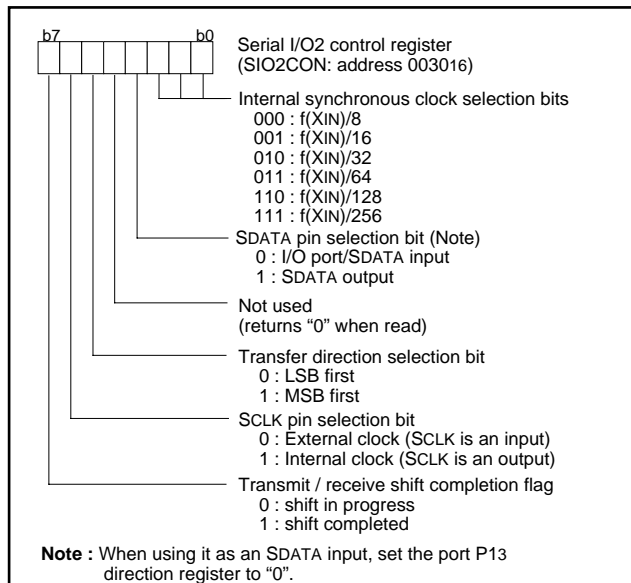 b7 b0
Serial I/O2 control register
(SIO2CON: address 003016)
Internal synchronous clock selection bits
000 : f(XIN)/8
001 : f(XIN)/16
010 : f(XIN)/32
011 : f(XIN)/64
110 : f(XIN)/128
111 : f(XIN)/256
SDATA pin selection bit (Note)
0 : I/O port/SDATA input
1 : SDATA output
Not used
(returns “0” when read)
Transfer direction selection bit
0 : LSB first
1 : MSB first
SCLK pin selection bit
0 : External clock (SCLK is an input)
1 : Internal clock (SCLK is an output)
Transmit / receive shift completion flag
0 : shift in progress
1 : shift completed
Note : When using it as an SDATA input, set the port P13
direction register to “0”.